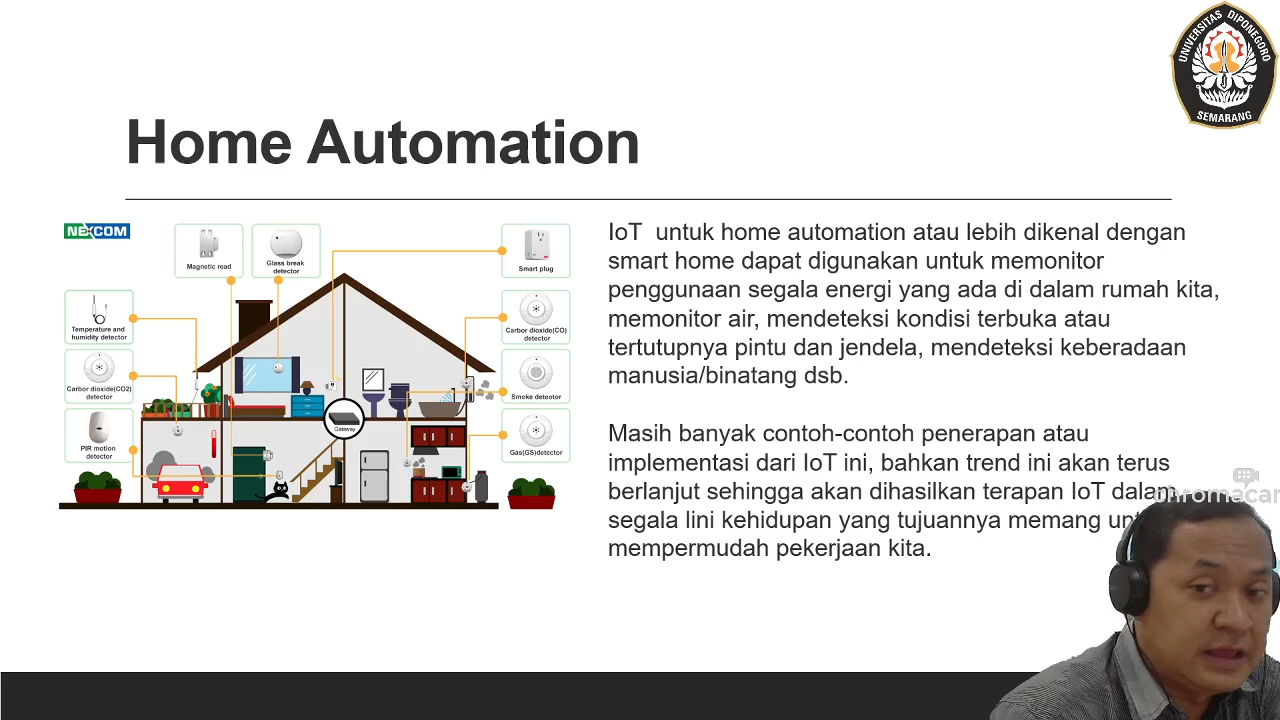 UNIVERSITAS DIPONEGORO
SEMARANG
Home Automation
NEXCOM
Magnetic read
Glass break
detector
Smart plug
Temperature and
humidity detector
Carbor dioxide(CO)
detector
Carbor dioxide(CO2)
detector
Smoke deteotor
PIR motion
detector
Gas(GS)detector
Gateway
IoT  untuk home automation atau lebih dikenal dengan
smart home dapat digunakan untuk memonitor
penggunaan segala energi yang ada di dalam rumah kita,
memonitor air, mendeteksi kondisi terbuka atau
tertutupnya pintu dan jendela, mendeteksi keberadaan
manusia/binatang dsb.
Masih banyak contoh-contoh penerapan atau
implementasi dari IoT ini, bahkan trend ini akan terus
berlanjut sehingga akan dihasilkan terapan IoT dalam
segala lini kehidupan yang tujuannya memang
mempermudah pekerjaan kita.
chromacam